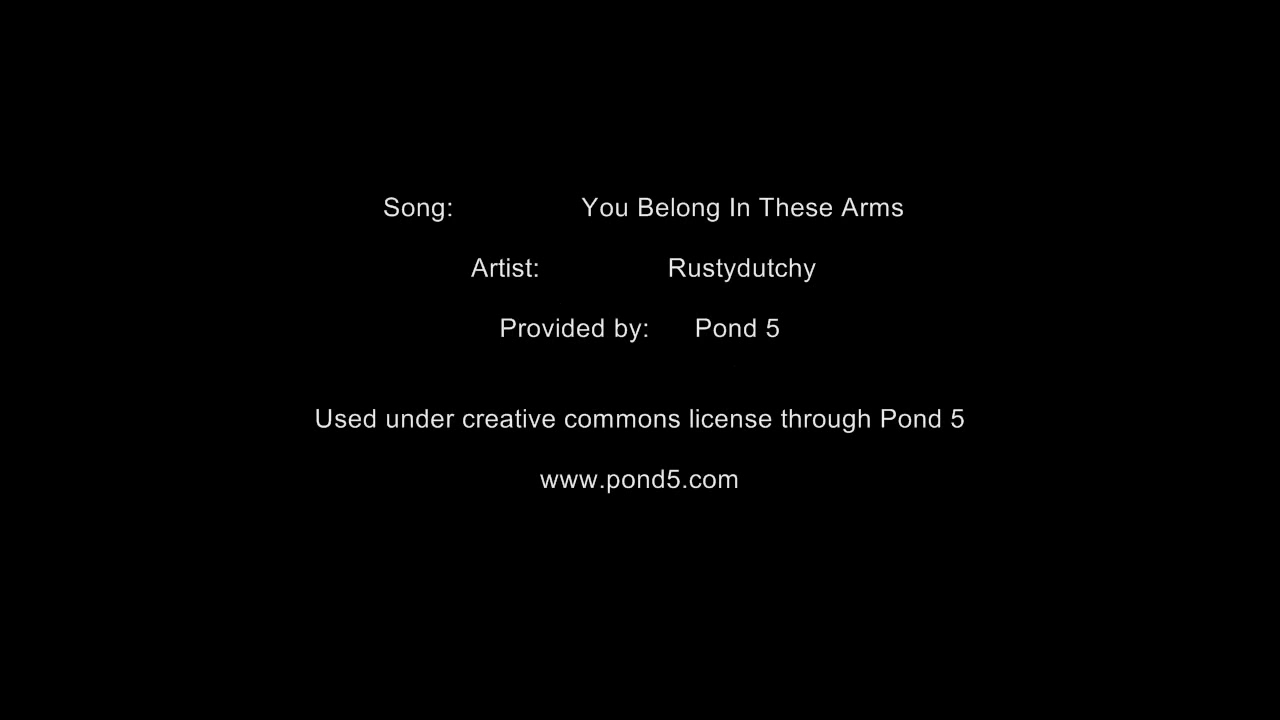 Song: You Belong In These Arms
Artist: Rustydutchy
Provided by: Pond 5
Used under creative commons license through Pond 5
www.pond5.com